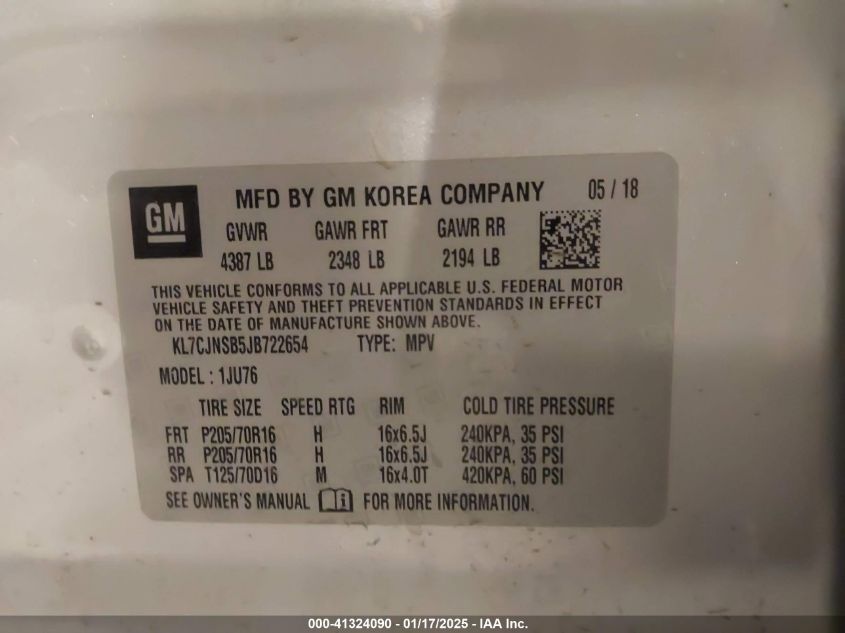 GM
MFD BY GM KOREA COMPANY 05 / 18
GVWR GAWR FRT GAWR RR
4387 LB 2348 LB 2194 LB
THIS VEHICLE CONFORMS TO ALL APPLICABLE U.S. FEDERAL MOTOR
VEHICLE SAFETY AND THEFT PREVENTION STANDARDS IN EFFECT
ON THE DATE OF MANUFACTURE SHOWN ABOVE.
KL7CJNSB5JB722654 TYPE: MPV
MODEL : 1JU76
TIRE SIZE SPEED RTG RIM COLD TIRE PRESSURE
FRT P205/70R16 H 16x6.5J 240KPA, 35 PSI
RR P205/70R16 H 16x6.5J 240KPA, 35 PSI
SPA T125/70D16 M 16x4.0T 420KPA, 60 PSI
SEE OWNER'S MANUAL FOR MORE INFORMATION.
000-41324090 - 01/17/2025 - IAA Inc.